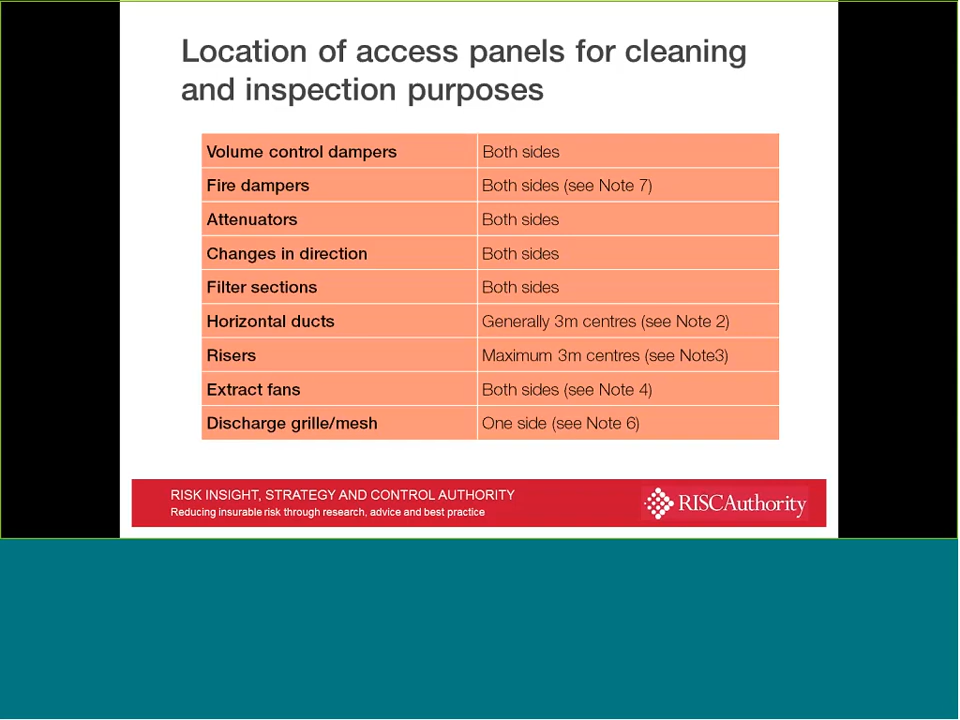 Location of access panels for cleaning
and inspection purposes
Volume control dampers Both sides
Fire dampers Both sides (see Note 7)
Attenuators Both sides
Changes in direction Both sides
Filter sections Both sides
Horizontal ducts Generally 3m centres (see Note 2)
Risers Maximum 3m centres (see Note3)
Extract fans Both sides (see Note 4)
Discharge grille/mesh One side (see Note 6)
RISK INSIGHT, STRATEGY AND CONTROL AUTHORITY
Reducing insurable risk through research, advice and best practice
RISCAuthority